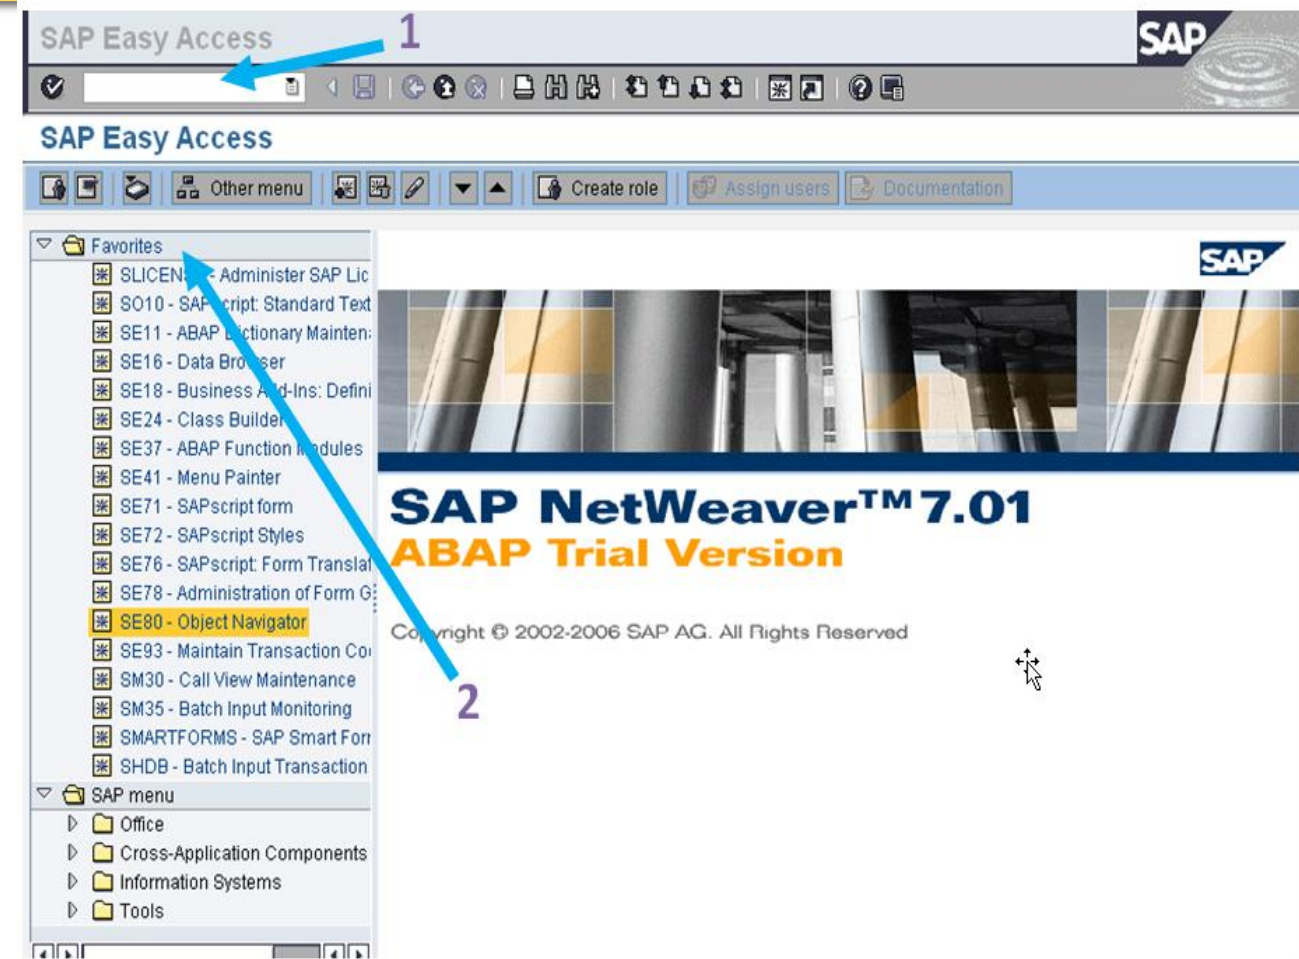 SAP Easy Access
1
SAP
SAP Easy Access
Other menu
Create role
Assign users
Documentation
Favorites
SLICENS - Administer SAP Lic
SO10 - SAPscript: Standard Text
SE11 - ABAP Dictionary Mainten
SE16 - Data Browser
SE18 - Business Add-Ins: Defini
SE24 - Class Builder
SE37 - ABAP Function Modules
SE41 - Menu Painter
SE71 - SAPscript form
SE72 - SAPscript Styles
SE76 - SAPscript: Form Translat
SE78 - Administration of Form G
SE80 - Object Navigator
SE93 - Maintain Transaction Co
SM30 - Call View Maintenance
SM35 - Batch Input Monitoring
SMARTFORMS - SAP Smart For
SHDB - Batch Input Transaction
SAP menu
Office
Cross-Application Components
Information Systems
Tools
SAP
SAP NetWeaver™ 7.01
ABAP Trial Version
Copyright © 2002-2006 SAP AG. All Rights Reserved
2